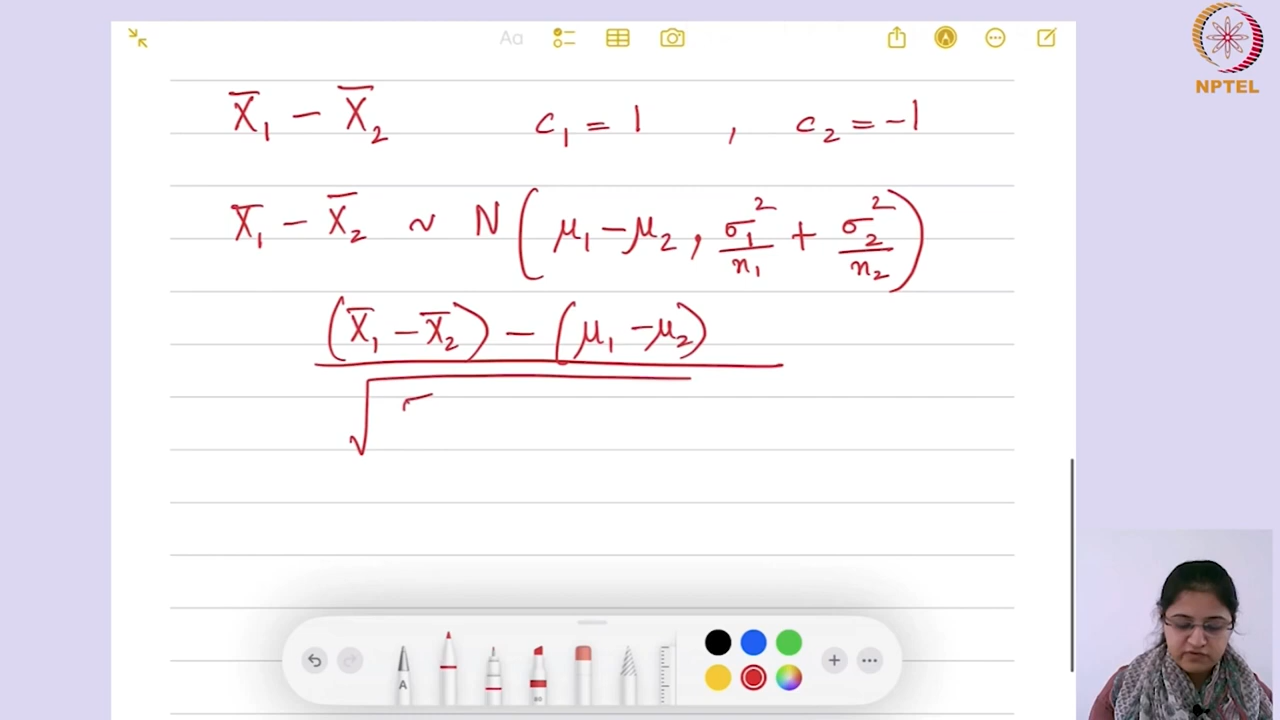 Aa
NPTEL
X̄₁ − X̄₂ c₁ = 1 , c₂ = −1
X̄₁ − X̄₂ ~ N(μ₁ − μ₂, σ₁²/n₁ + σ₂²/n₂)
(X̄₁ − X̄₂) − (μ₁ − μ₂)
√σ
A